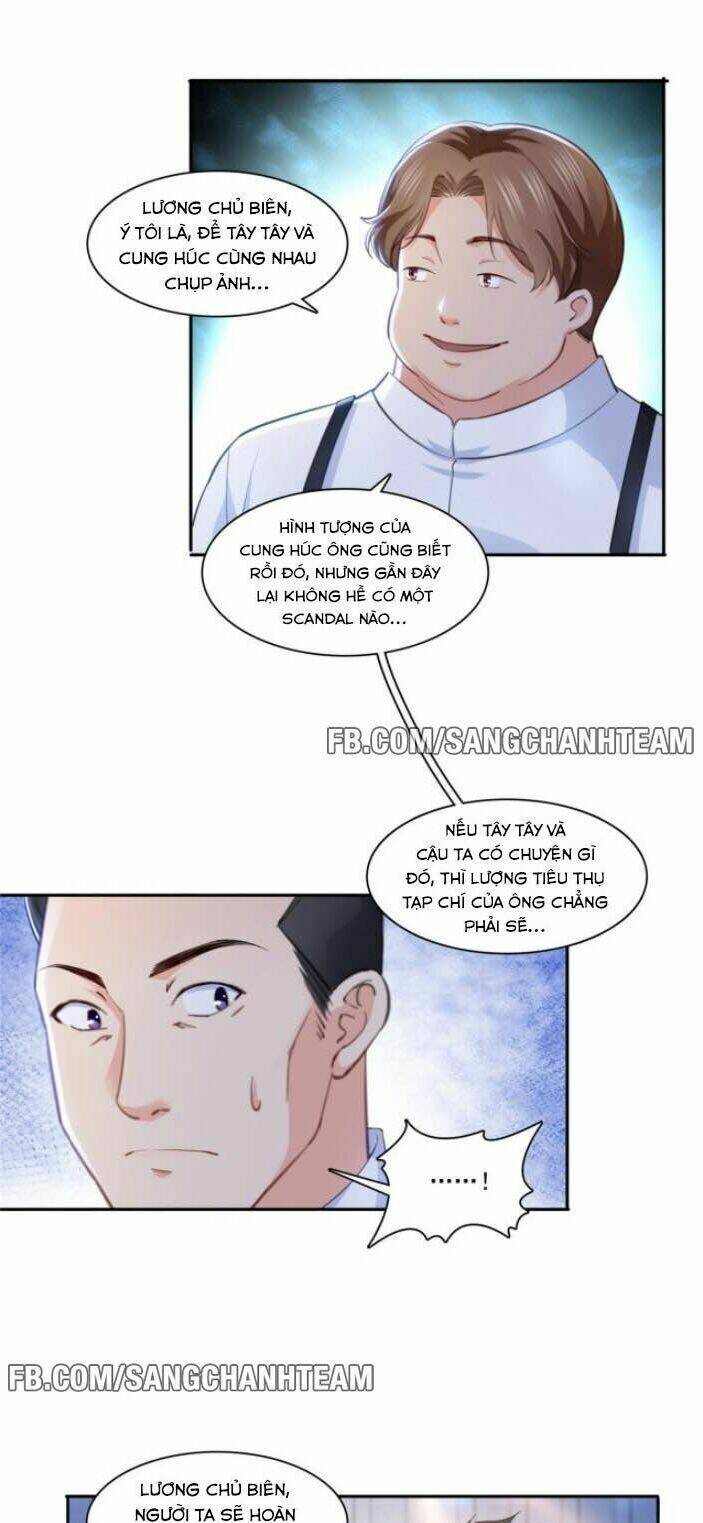 LƯƠNG CHỦ BIÊN,
Ý TÔI LÀ, ĐỂ TÂY TÂY VÀ
CUNG HÚC CÙNG NHAU
CHỤP ẢNH...
HÌNH TƯỢNG CỦA
CUNG HÚC ÔNG CŨNG BIẾT
RỒI ĐÓ, NHƯNG GẦN ĐÂY
LẠI KHÔNG HỀ CÓ MỘT
SCANDAL NÀO...
FB.COM/SANGCHANHTEAM
NẾU TÂY TÂY VÀ
CẬU TA CÓ CHUYỆN GÌ
ĐÓ, THÌ LƯỢNG TIÊU THỤ
TẠP CHÍ CỦA ÔNG CHẲNG
PHẢI SẼ...
......!
FB.COM/SANGCHANHTEAM
LƯƠNG CHỦ BIÊN,
NGƯỜI TA SẼ HOÀN